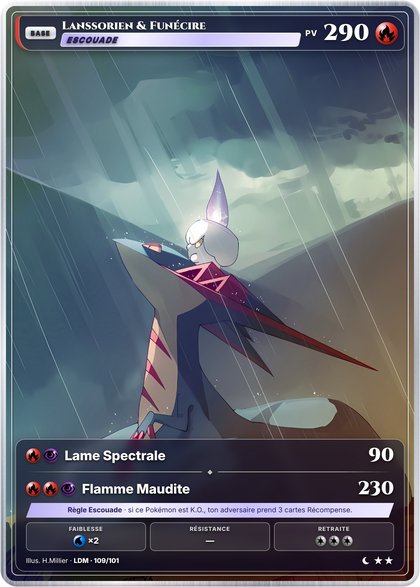 BASE
LANSSORIEN & FUNÉCIRE
ESCOUADE
PV 290
Lame Spectrale 90
Flamme Maudite 230
Règle Escouade · si ce Pokémon est K.O., ton adversaire prend 3 cartes Récompense.
FAIBLESSE RÉSISTANCE RETRAITE
×2 —
Illus. H.Millier · LDM · 109/101